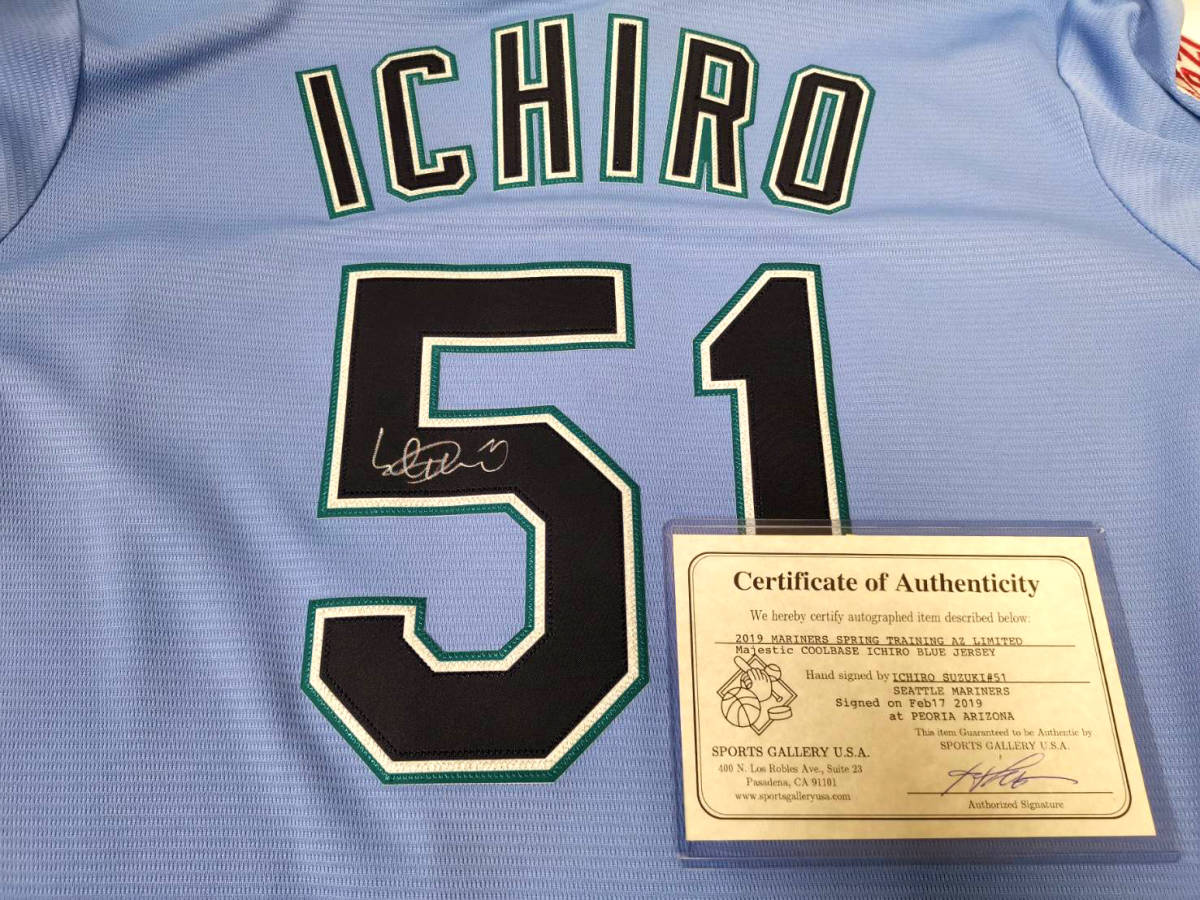 ICHIRO
51
Certificate of Authenticity
We hereby certify autographed item described below:
2019 MARINERS SPRING TRAINING AZ LIMITED
Majestic COOLBASE ICHIRO BLUE JERSEY
Hand signed by ICHIRO SUZUKI#51
SEATTLE MARINERS
Signed on Feb17 2019
at PEORIA ARIZONA
This item Guaranteed to be Authentic by
SPORTS GALLERY U.S.A.
SPORTS GALLERY U.S.A.
400 N. Los Robles Ave., Suite 23
Pasadena, CA 91101
www.sportsgalleryusa.com
Authorized Signature